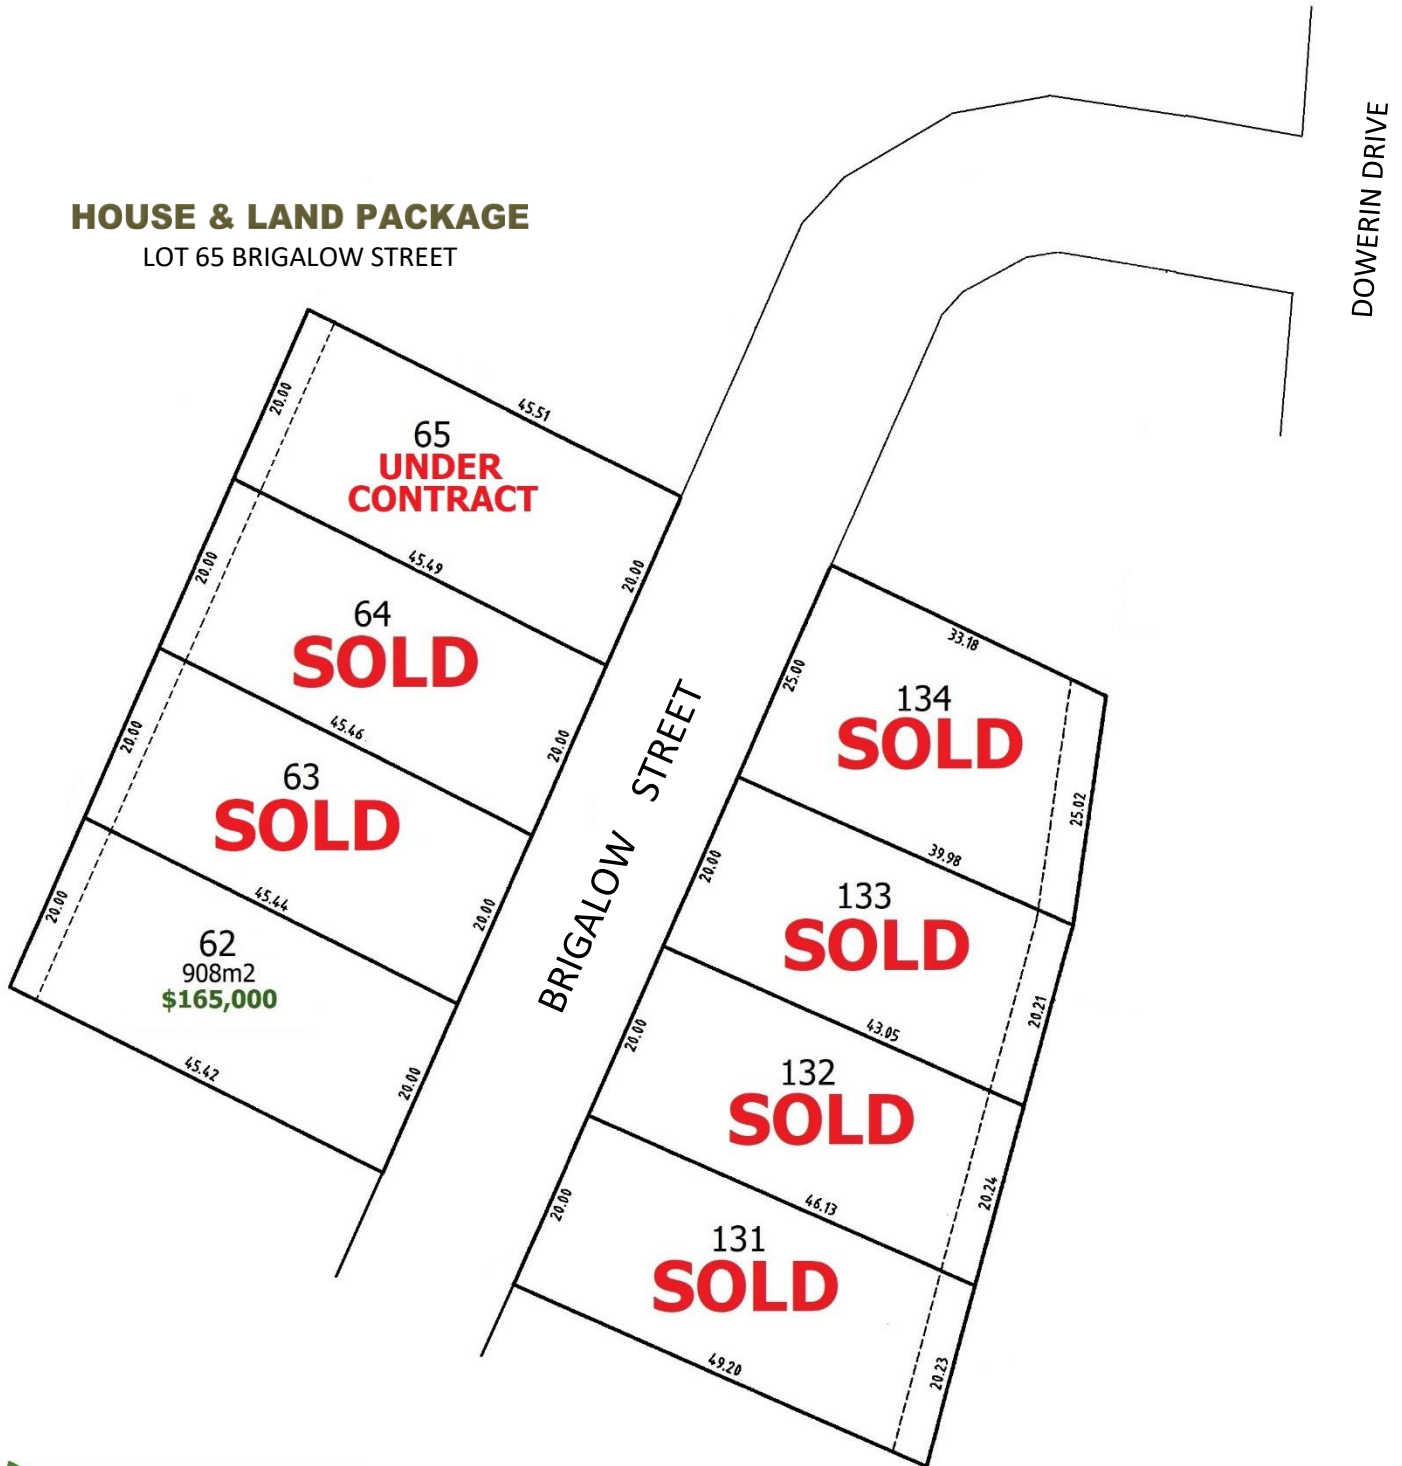 DOWERIN DRIVE
HOUSE & LAND PACKAGE
LOT 65 BRIGALOW STREET
45.51
20.00
65
UNDER
CONTRACT
20.00
45.49
20.00
64
SOLD
20.00
45.46
20.00
63
SOLD
20.00
45.44
20.00
62
908m2
$165,000
20.00
45.42
BRIGALOW STREET
33.18
25.00
134
SOLD
25.02
39.98
20.00
133
SOLD
20.21
43.05
20.00
132
SOLD
20.24
46.13
20.00
131
SOLD
20.23
49.20